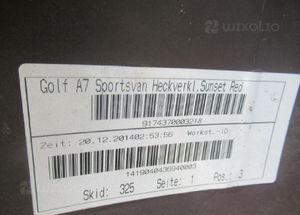 wixolio
Golf A7 Sportsvan Heckverkl.Sunset Red
9174370003218
Zeit: 20.12.201402:53:56 Workst.-ID:
1419040436940003
Skid: 325 Seite: 1 Pos.: 3